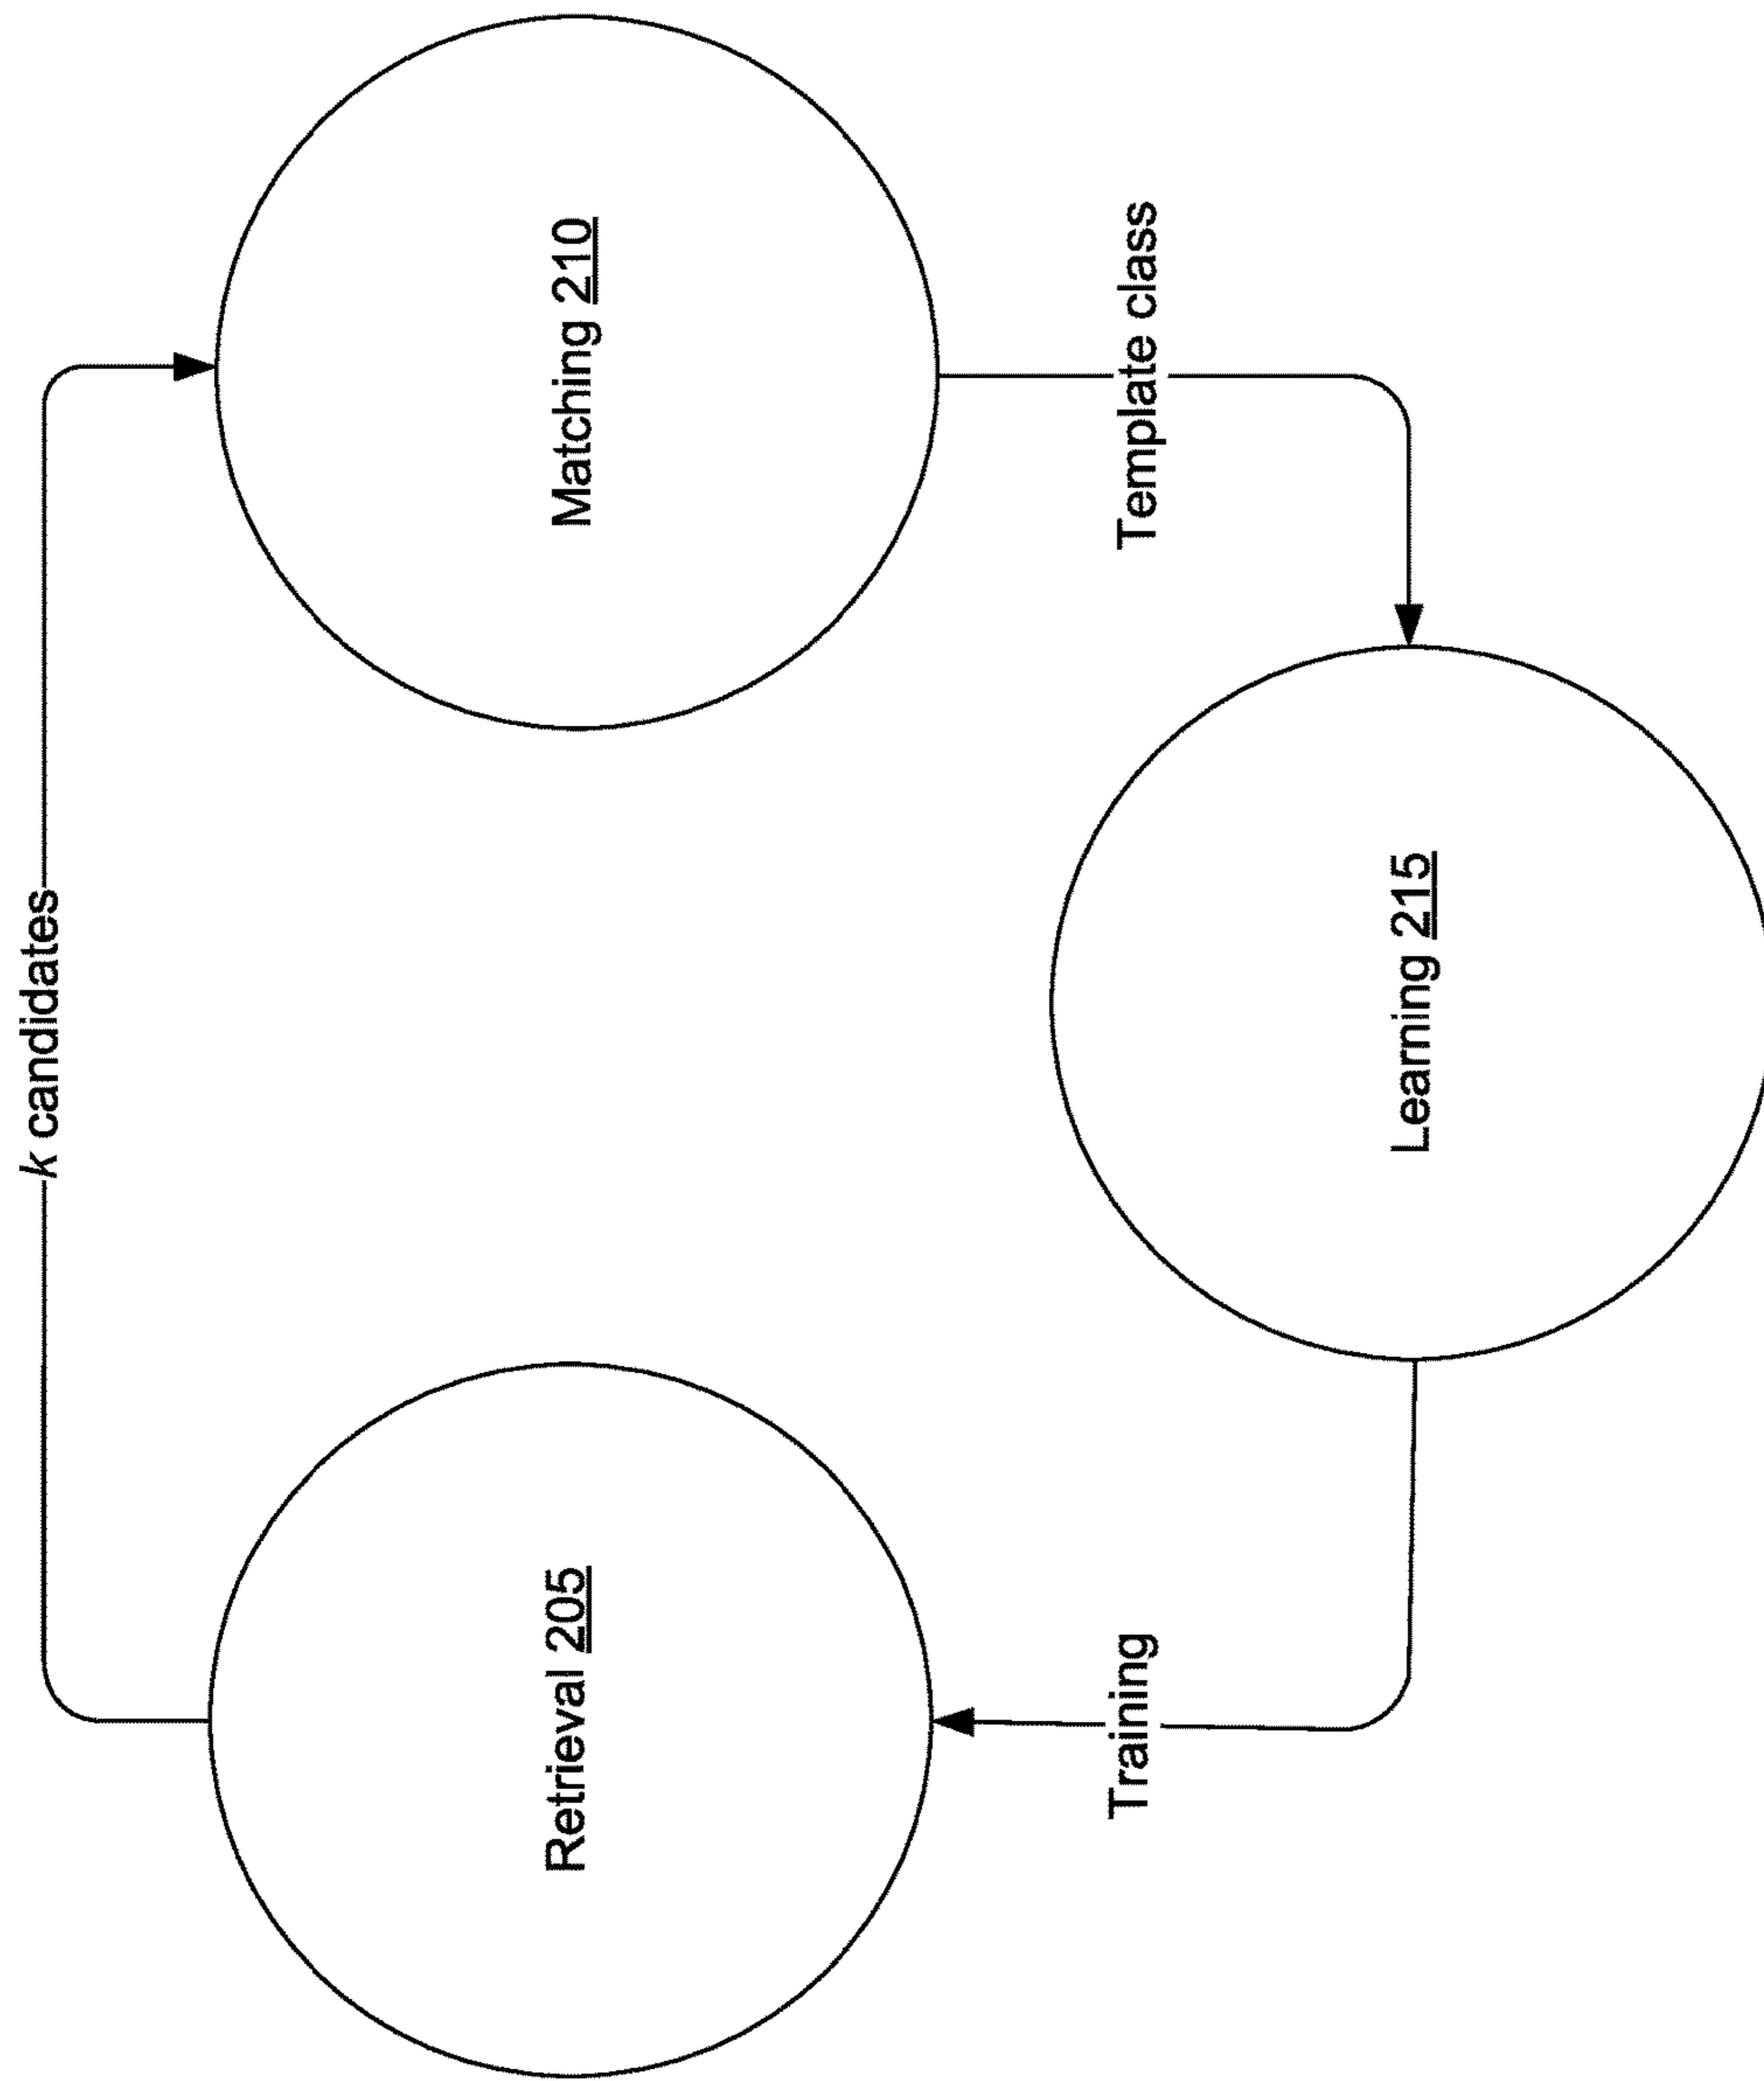 k candidates
Retrieval 205
Matching 210
Training
Template class
Learning 215